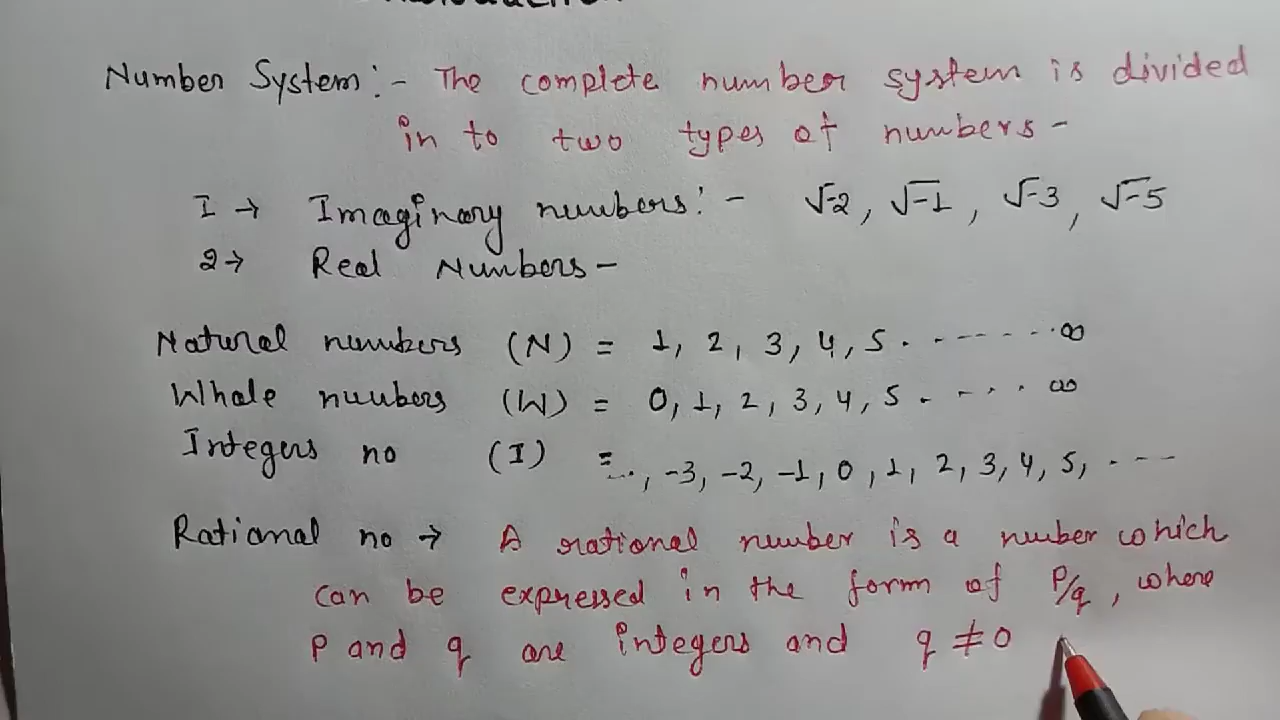 Number System:- The complete number system is divided
in to two types of numbers-
I → Imaginary numbers:- √-2, √-1, √-3, √-5
2→ Real Numbers-
Natural numbers (N) = 1, 2, 3, 4, 5. ------- ∞
Whale numbers (W) = 0, 1, 2, 3, 4, 5 - - - . . ∞
Integers no (I) = ..., -3, -2, -1, 0, 1, 2, 3, 4, 5, . ---
Rational no → A rational number is a number which
can be expressed in the form of P/q, where
P and q are integers and q ≠ 0